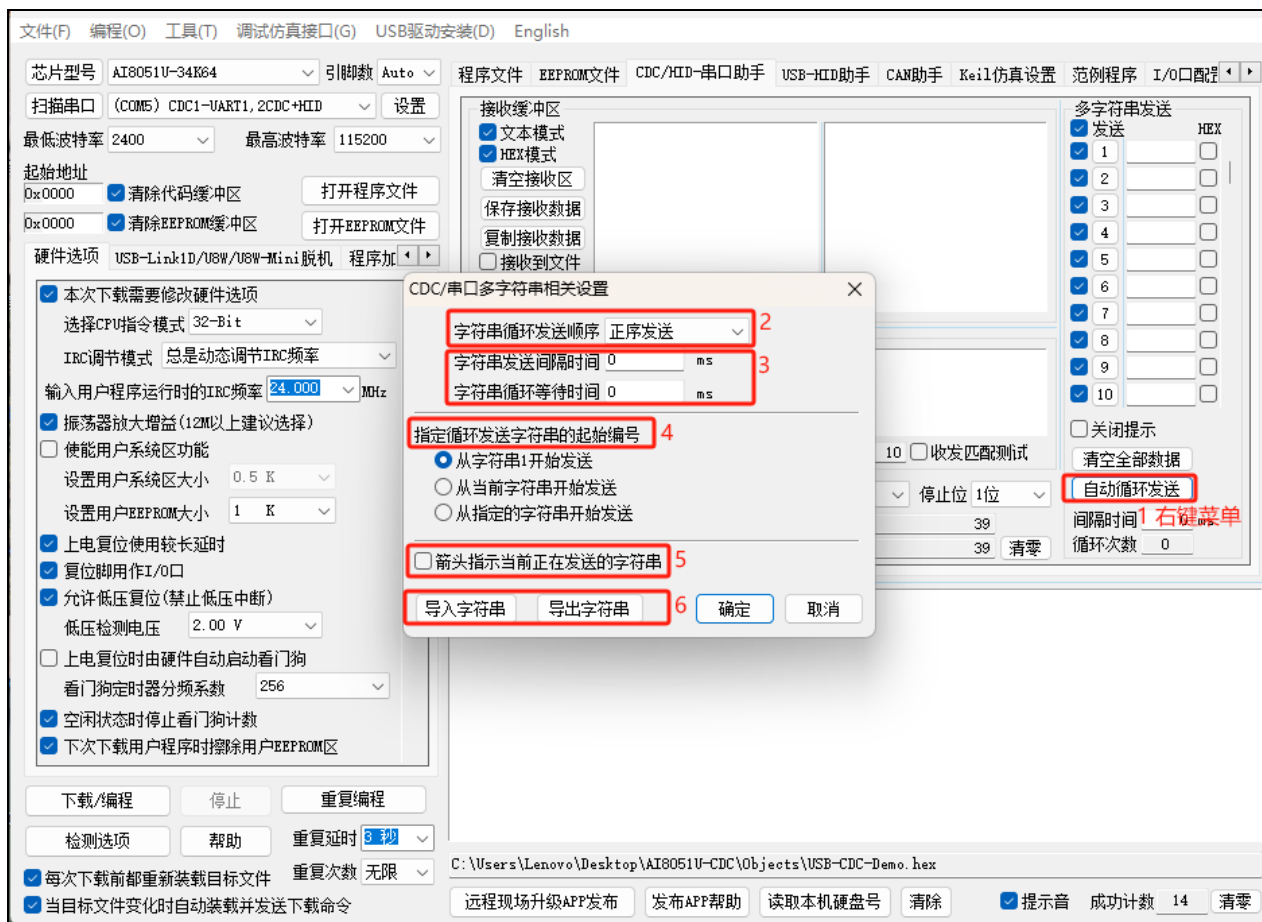 文件(F) 编程(O) 工具(T) 调试仿真接口(G) USB驱动安装(D) English
芯片型号 AI8051U-34K64 引脚数 Auto
扫描串口 (COM5) CDC1-UART1,2CDC+HID 设置
最低波特率 2400 最高波特率 115200
起始地址
0x0000 清除代码缓冲区 打开程序文件
0x0000 清除EEPROM缓冲区 打开EEPROM文件
硬件选项 USB-Link1D/U8W/U8W-Mini脱机 程序加
本次下载需要修改硬件选项
选择CPU指令模式 32-Bit
IRC调节模式 总是动态调节IRC频率
输入用户程序运行时的IRC频率 24.000 MHz
振荡器放大增益(12M以上建议选择)
使能用户系统区功能
设置用户系统区大小 0.5 K
设置用户EEPROM大小 1 K
上电复位使用较长延时
复位脚用作I/O口
允许低压复位(禁止低压中断)
低压检测电压 2.00 V
上电复位时由硬件自动启动看门狗
看门狗定时器分频系数 256
空闲状态时停止看门狗计数
下次下载用户程序时擦除用户EEPROM区
下载/编程 停止 重复编程
检测选项 帮助 重复延时 3 秒
每次下载前都重新装载目标文件 重复次数 无限
当目标文件变化时自动装载并发送下载命令
程序文件 EEPROM文件 CDC/HID-串口助手 USB-HID助手 CAN助手 Keil仿真设置 范例程序
接收缓冲区
文本模式
HEX模式
清空接收区
保存接收数据
复制接收数据
接收到文件
多字符串发送
发送 HEX
1
2
3
4
5
6
7
8
9
10
关闭提示
清空全部数据
自动循环发送
1 右键菜单
间隔时间 0 ms
循环次数 0
10 收发匹配测试
停止位 1位
39
39 清零
CDC/串口多字符串相关设置
字符串循环发送顺序 正序发送 2
字符串发送间隔时间 0 ms 3
字符串循环等待时间 0 ms
指定循环发送字符串的起始编号 4
从字符串1开始发送
从当前字符串开始发送
从指定的字符串开始发送
箭头指示当前正在发送的字符串 5
导入字符串 导出字符串 6 确定 取消
C:\Users\Lenovo\Desktop\AI8051U-CDC\Objects\USB-CDC-Demo.hex
远程现场升级APP发布 发布APP帮助 读取本机硬盘号 清除 提示音 成功计数 14 清零